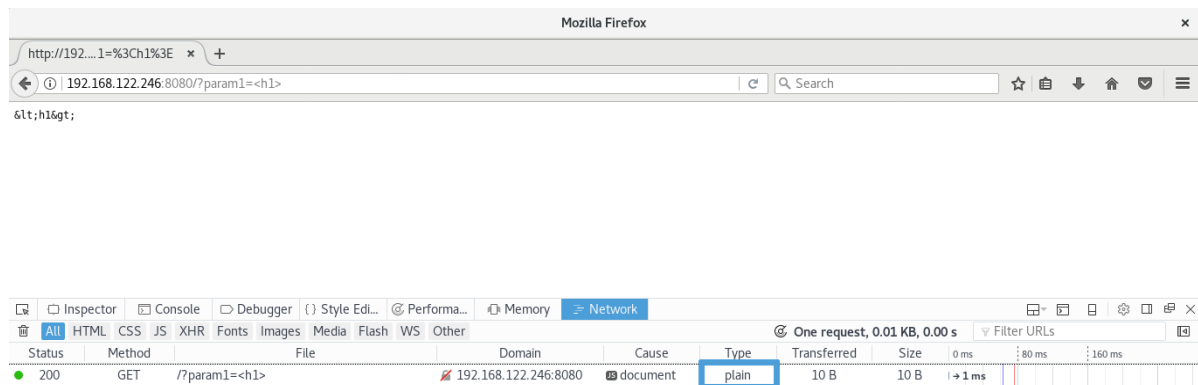 Mozilla Firefox ×
http://192....1=%3Ch1%3E × +
192.168.122.246:8080/?param1=<h1> Search
&lt;h1&gt;
Inspector Console Debugger {} Style Edi... Performa... Memory Network
All HTML CSS JS XHR Fonts Images Media Flash WS Other One request, 0.01 KB, 0.00 s Filter URLs
Status Method File Domain Cause Type Transferred Size 0 ms 80 ms 160 ms
200 GET /?param1=<h1> 192.168.122.246:8080 JS document plain 10 B 10 B → 1 ms